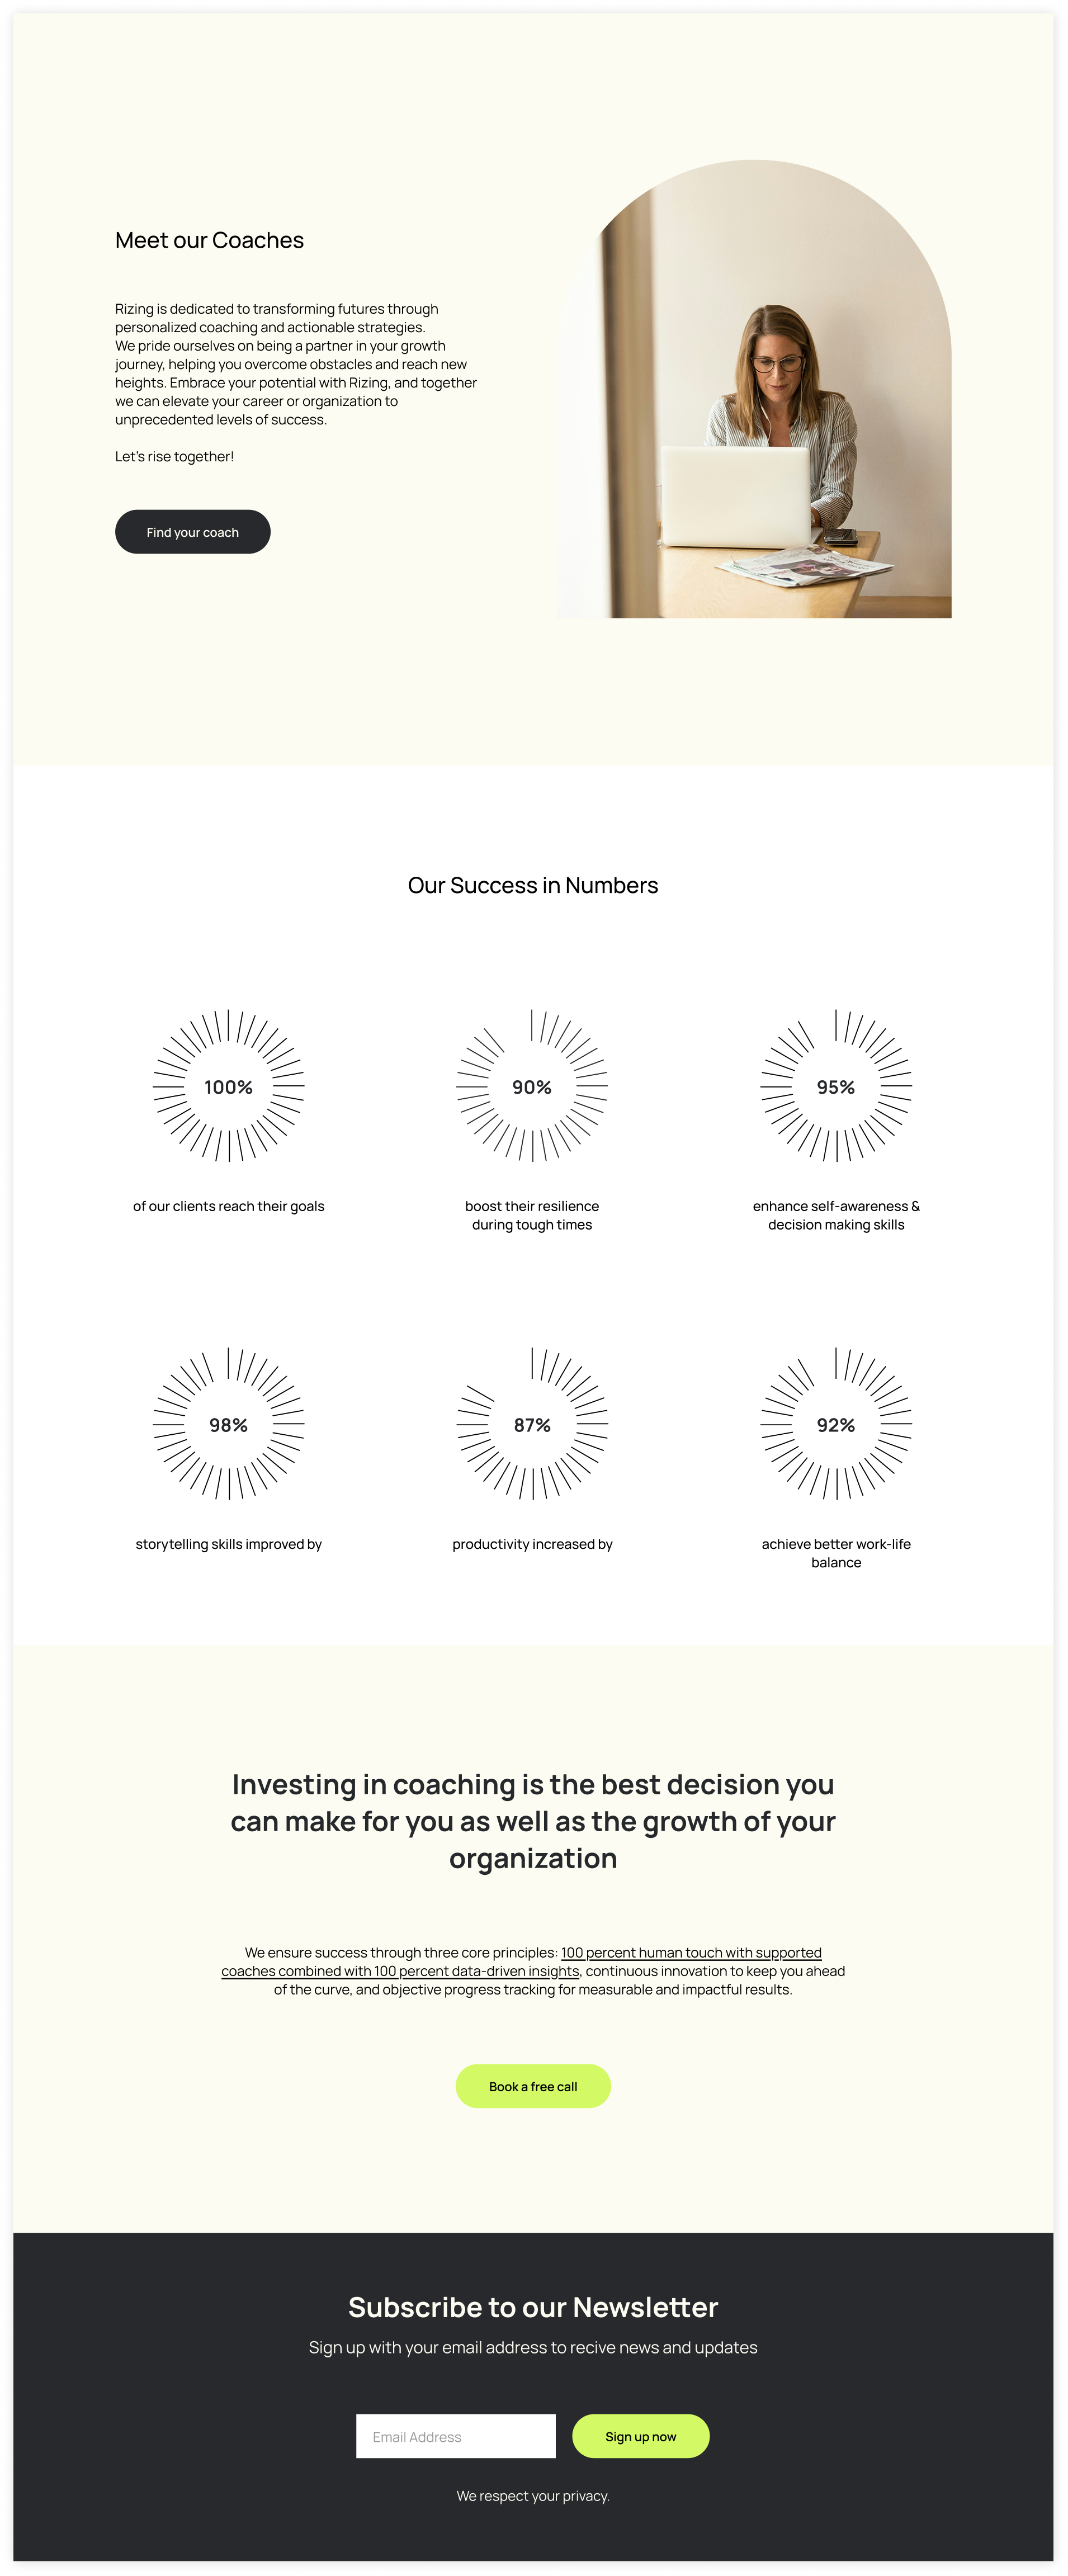 Meet our Coaches
Rizing is dedicated to transforming futures through
personalized coaching and actionable strategies.
We pride ourselves on being a partner in your growth
journey, helping you overcome obstacles and reach new
heights. Embrace your potential with Rizing, and together
we can elevate your career or organization to
unprecedented levels of success.
Let's rise together!
Find your coach
Our Success in Numbers
100%
of our clients reach their goals
90%
boost their resilience
during tough times
95%
enhance self-awareness &
decision making skills
98%
storytelling skills improved by
87%
productivity increased by
92%
achieve better work-life
balance
Investing in coaching is the best decision you
can make for you as well as the growth of your
organization
We ensure success through three core principles: 100 percent human touch with supported
coaches combined with 100 percent data-driven insights, continuous innovation to keep you ahead
of the curve, and objective progress tracking for measurable and impactful results.
Book a free call
Subscribe to our Newsletter
Sign up with your email address to recive news and updates
Email Address
Sign up now
We respect your privacy.